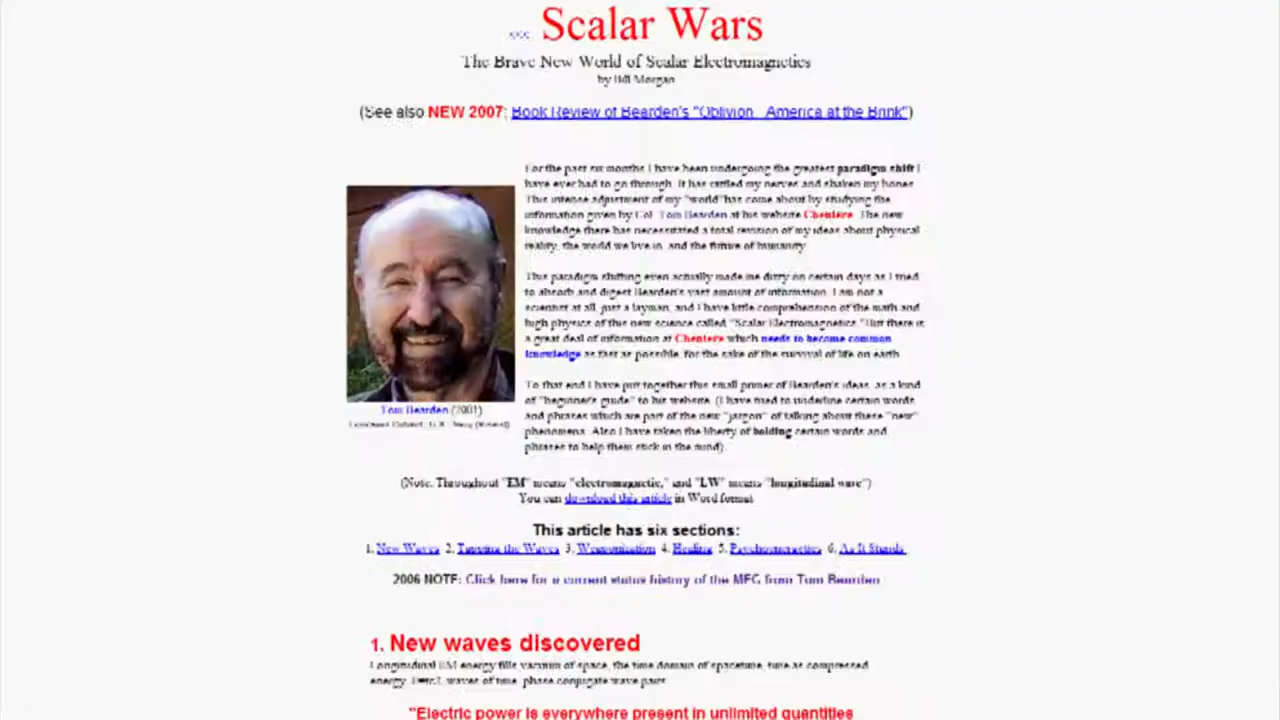 <<< Scalar Wars
The Brave New World of Scalar Electromagnetics
by Bill Morgan
(See also NEW 2007: Book Review of Bearden's "Oblivion America at the Brink")
For the past six months I have been undergoing the greatest paradigm shift I
have ever had to go through. It has rattled my nerves and shaken my bones.
This intense adjustment of my "world" has come about by studying the
information given by Col. Tom Bearden at his website Cheniere. The new
knowledge there has necessitated a total revision of my ideas about physical
reality, the world we live in, and the future of humanity.
This paradigm shifting even actually made me dizzy on certain days as I tried
to absorb and digest Bearden's vast amount of information. I am not a
scientist at all, just a layman, and I have little comprehension of the math and
high physics of this new science called "Scalar Electromagnetics." But there is
a great deal of information at Cheniere which needs to become common
knowledge as fast as possible, for the sake of the survival of life on earth.
To that end I have put together this small primer of Bearden's ideas, as a kind
of "beginner's guide" to his website. (I have tried to underline certain words
and phrases which are part of the new "jargon" of talking about these "new"
phenomena. Also I have taken the liberty of bolding certain words and
phrases to help them stick in the mind).
Tom Bearden (2001)
Lieutenant Colonel, U.S. (Retired)
(Note: Throughout "EM" means "electromagnetic," and "LW" means "longitudinal wave")
You can download this article in Word format
This article has six sections:
1. New Waves 2. Tapping the Waves 3. Weaponization 4. Healing 5. Psychoenergetics 6. As It Stands
2006 NOTE: Click here for a current status history of the MEG from Tom Bearden
1. New waves discovered
Longitudinal EM energy fills vacuum of space, the time domain of spacetime, time as compressed
energy, waves of time, phase conjugate wave pairs
"Electric power is everywhere present in unlimited quantities